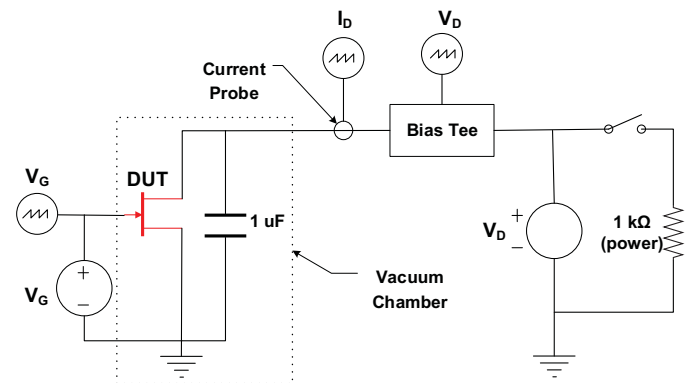 I_D
V_D
Current
Probe
Bias Tee
V_G
DUT
1 uF
V_G
+
−
V_D
+
−
1 kΩ
(power)
Vacuum
Chamber